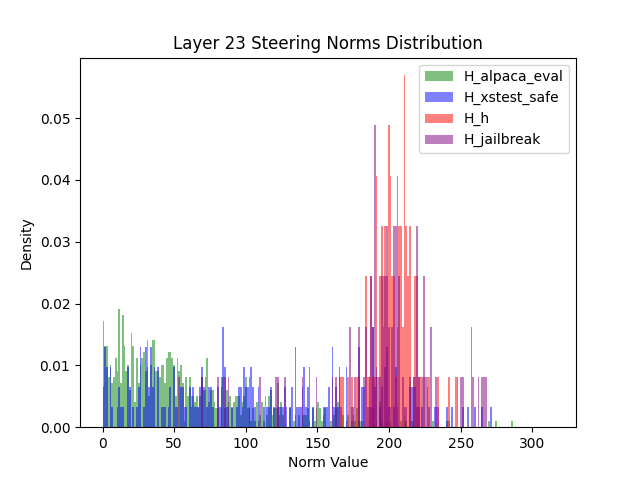 Layer 23 Steering Norms Distribution
H_alpaca_eval
H_xstest_safe
H_h
H_jailbreak
Density
0.05
0.04
0.03
0.02
0.01
0.00
0
50
100
150
200
250
300
Norm Value